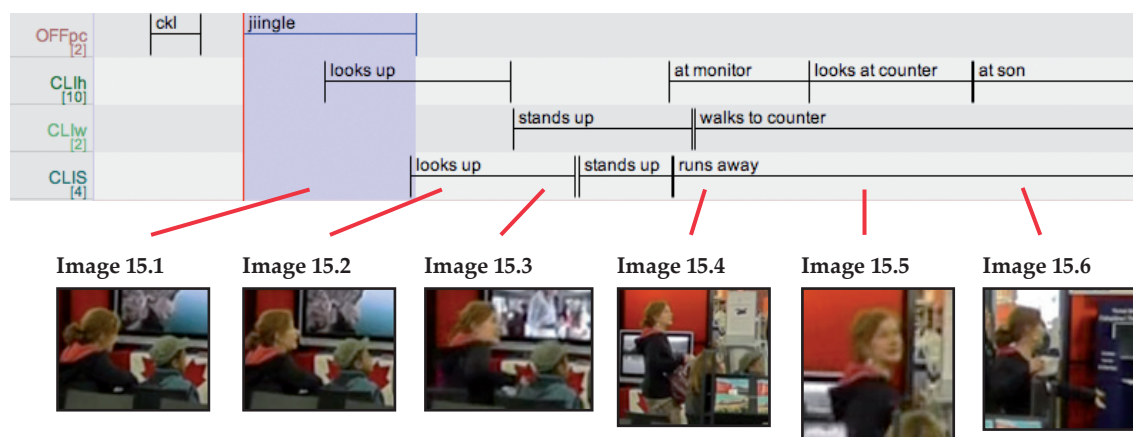 OFFpc ckl jiingle
[2]
CLIh looks up at monitor looks at counter at son
[10]
CLIw stands up walks to counter
[2]
CLIS looks up stands up runs away
[4]
Image 15.1 Image 15.2 Image 15.3 Image 15.4 Image 15.5 Image 15.6